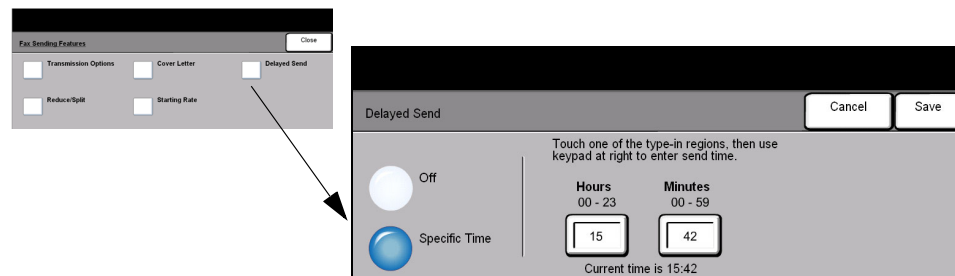 Fax Sending Features
Close
Transmission Options
Cover Letter
Delayed Send
Reduce/Split
Starting Rate
Delayed Send
Cancel
Save
Touch one of the type-in regions, then use
keypad at right to enter send time.
Off
Hours
Minutes
00 - 23
00 - 59
Specific Time
15
42
Current time is 15:42